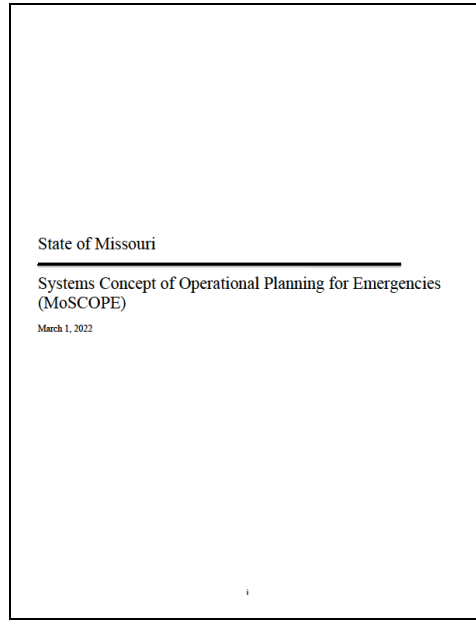 State of Missouri
Systems Concept of Operational Planning for Emergencies
(MoSCOPE)
March 1, 2022
i